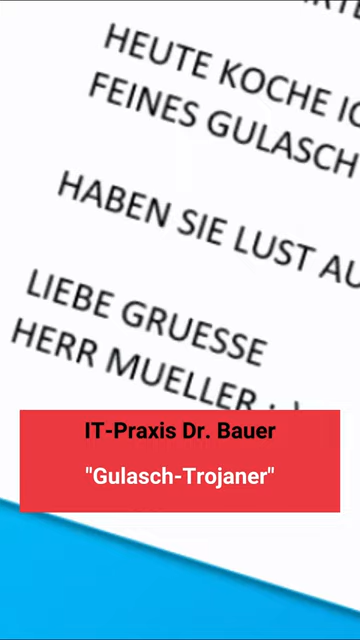 HEUTE KOCHE
FEINES GULASCH
HABEN SIE LUST
LIEBE GRUESSE
HERR MUELLER
IT-Praxis Dr. Bauer
"Gulasch-Trojaner"